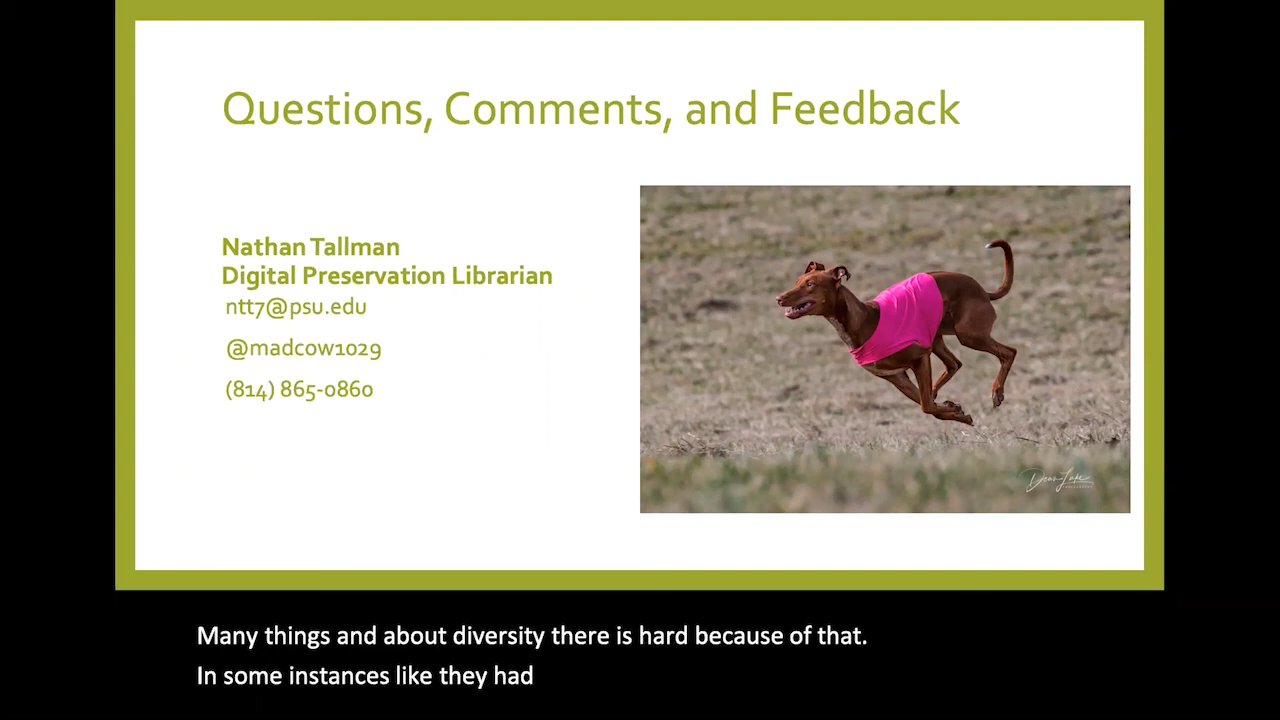 Questions, Comments, and Feedback
Nathan Tallman
Digital Preservation Librarian
ntt7@psu.edu
@madcow1029
(814) 865-0860
Many things and about diversity there is hard because of that.
In some instances like they had